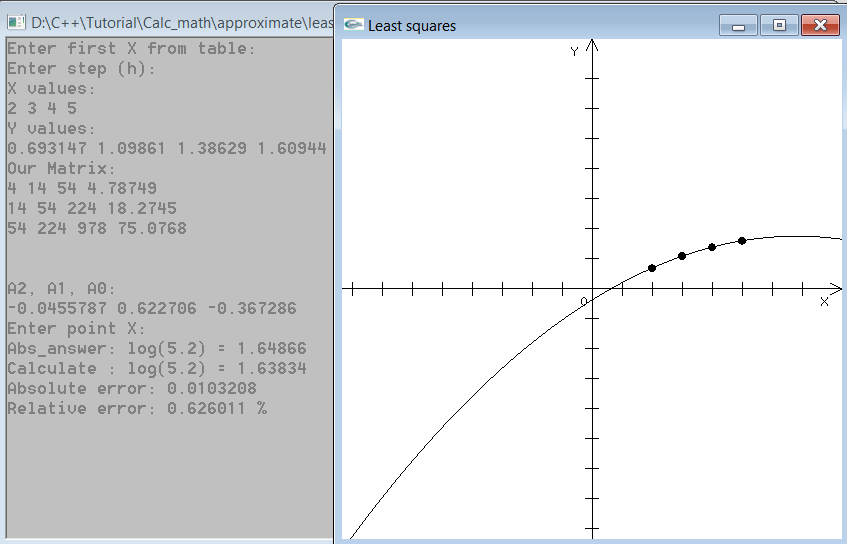 D:\C++\Tutorial\Calc_math\approximate\leas
Enter first X from table:
Enter step (h):
X values:
2 3 4 5
Y values:
0.693147 1.09861 1.38629 1.60944
Our Matrix:
4 14 54 4.78749
14 54 224 18.2745
54 224 978 75.0768
A2, A1, A0:
-0.0455787 0.622706 -0.367286
Enter point X:
Abs_answer: log(5.2) = 1.64866
Calculate : log(5.2) = 1.63834
Absolute error: 0.0103208
Relative error: 0.626011 %
Least squares
Y
0
X